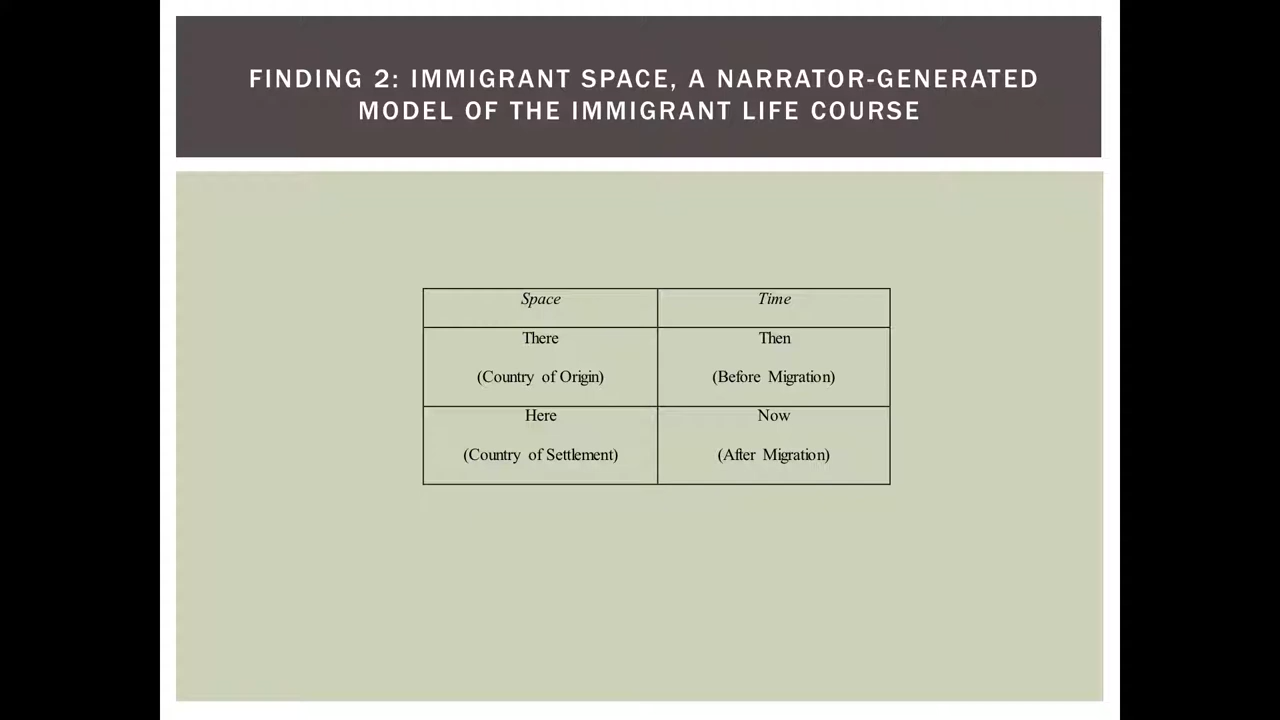 FINDING 2: IMMIGRANT SPACE, A NARRATOR-GENERATED
MODEL OF THE IMMIGRANT LIFE COURSE
Space Time
There Then
(Country of Origin) (Before Migration)
Here Now
(Country of Settlement) (After Migration)